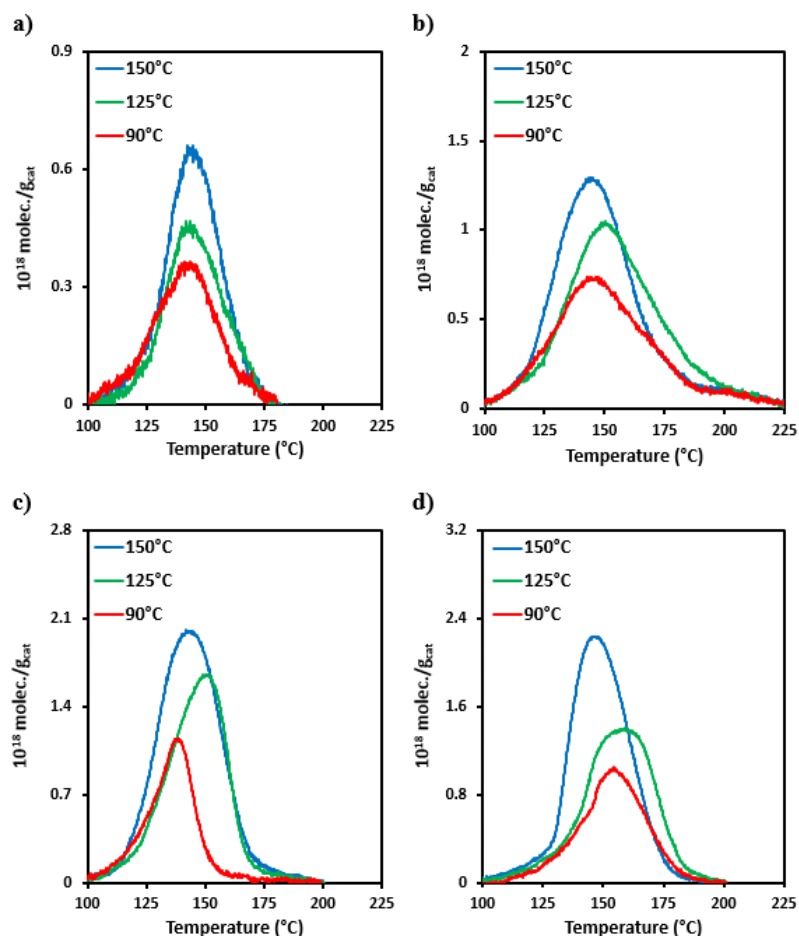 a)
0.9
0.6
0.3
0
150°C
125°C
90°C
10¹⁸ molec./g_cat
100 125 150 175 200 225
Temperature (°C)
b)
2
1.5
1
0.5
0
150°C
125°C
90°C
10¹⁸ molec./g_cat
100 125 150 175 200 225
Temperature (°C)
c)
2.8
2.1
1.4
0.7
0
150°C
125°C
90°C
10¹⁸ molec./g_cat
100 125 150 175 200 225
Temperature (°C)
d)
3.2
2.4
1.6
0.8
0
150°C
125°C
90°C
10¹⁸ molec./g_cat
100 125 150 175 200 225
Temperature (°C)